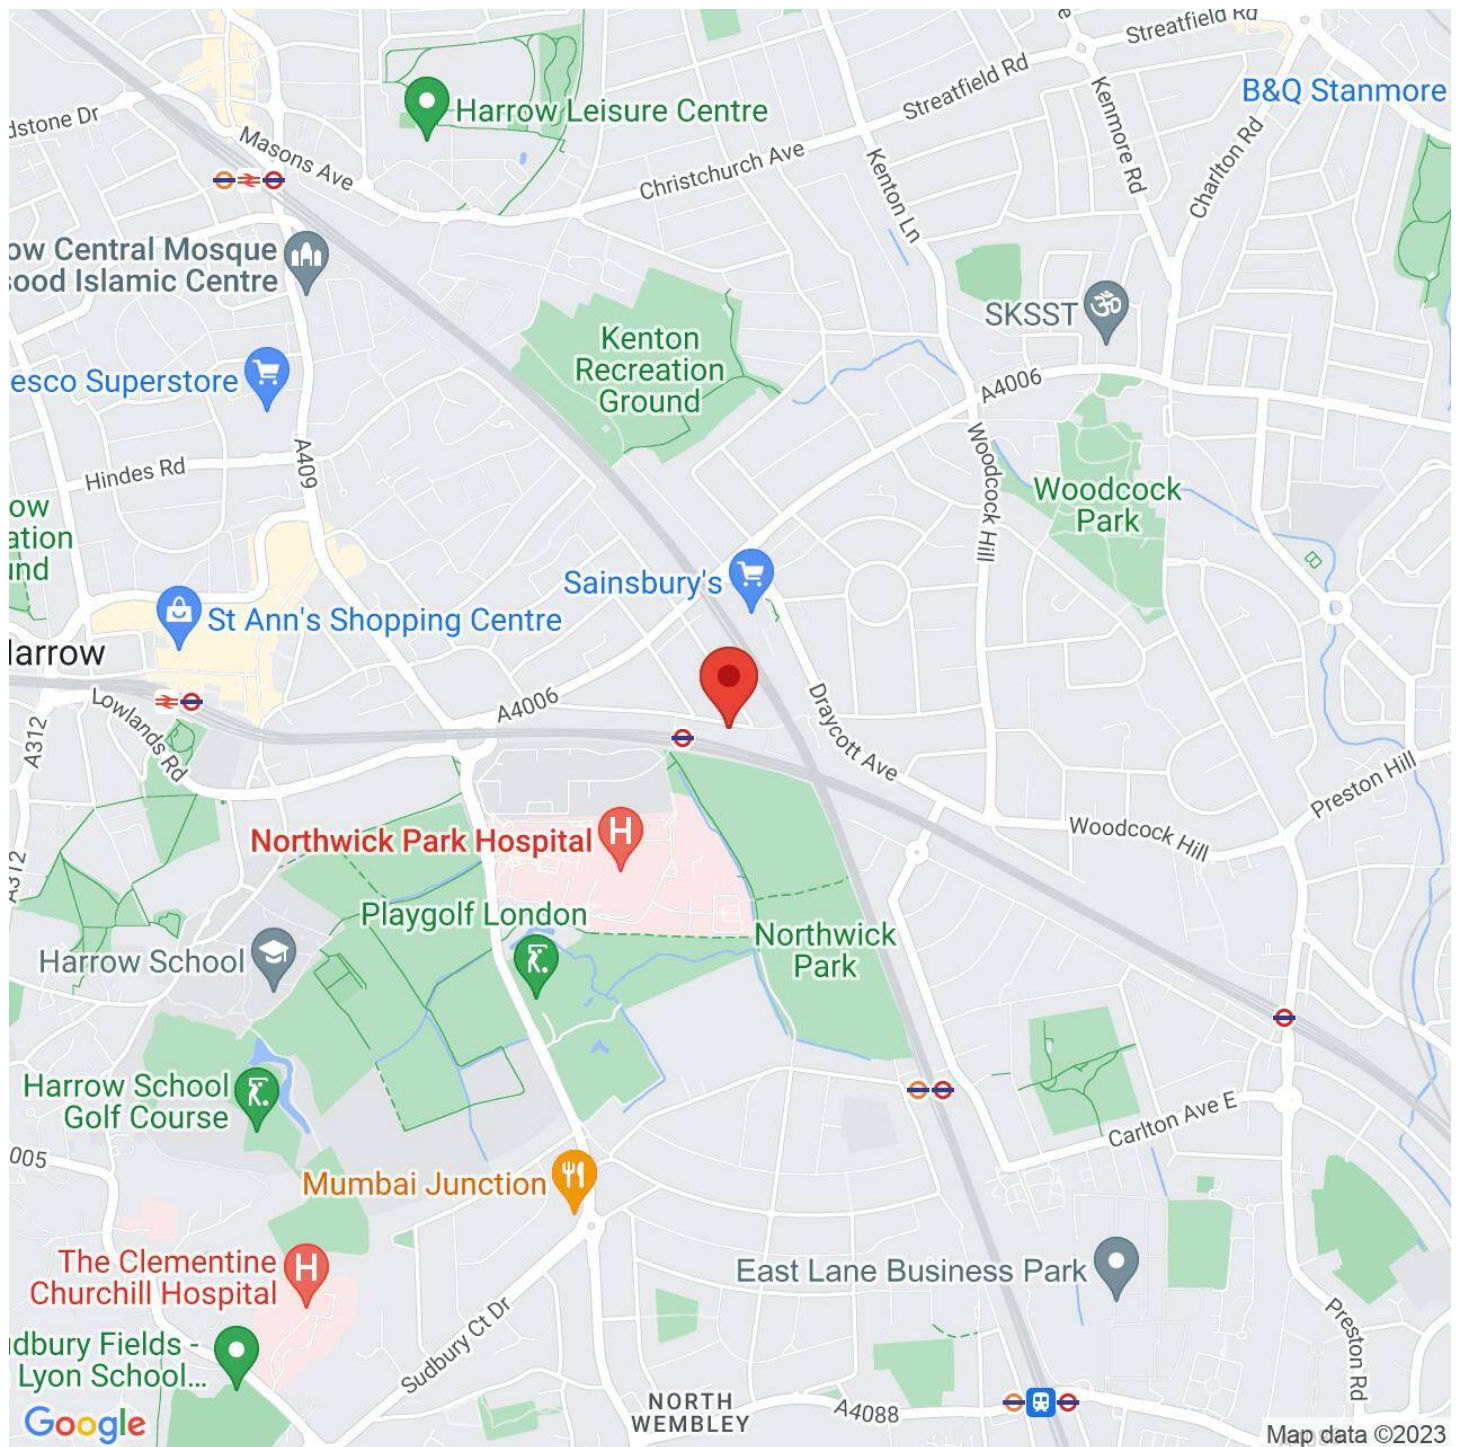 Streatfield Rd
B&Q Stanmore
Harrow Leisure Centre
Streatfield Rd
Kenmore Rd
dstone Dr
Masons Ave
Christchurch Ave
Kenton Ln
Charlton Rd
ow Central Mosque
ood Islamic Centre
SKSST
Kenton
Recreation
Ground
esco Superstore
A4006
A409
Hindes Rd
Woodcock Hill
Woodcock
Park
ow
ation
und
Sainsbury's
St Ann's Shopping Centre
arrow
Lowlands Rd
A4006
A312
Draycott Ave
Preston Hill
Northwick Park Hospital
Woodcock Hill
A312
Playgolf London
Northwick
Park
Harrow School
Harrow School
Golf Course
Carlton Ave E
005
Mumbai Junction
The Clementine
Churchill Hospital
East Lane Business Park
dbury Fields -
Lyon School...
Sudbury Ct Dr
Preston Rd
NORTH
WEMBLEY
A4088
Google
Map data ©2023